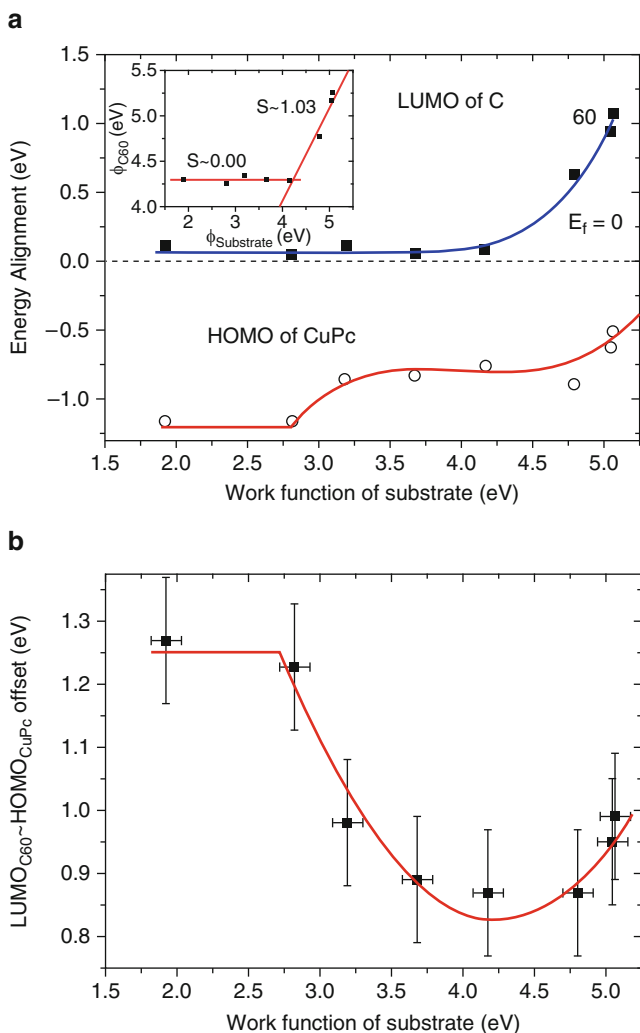 a
5.5
5.0
4.5
4.0
ϕC60 (eV)
S~1.03
S~0.00
2 3 4 5
ϕSubstrate (eV)
LUMO of C
60
Ef = 0
HOMO of CuPc
1.5
1.0
0.5
0.0
−0.5
−1.0
Energy Alignment (eV)
1.5 2.0 2.5 3.0 3.5 4.0 4.5 5.0
Work function of substrate (eV)
b
1.3
1.2
1.1
1.0
0.9
0.8
LUMOC60~HOMOCuPc offset (eV)
1.5 2.0 2.5 3.0 3.5 4.0 4.5 5.0
Work function of substrate (eV)